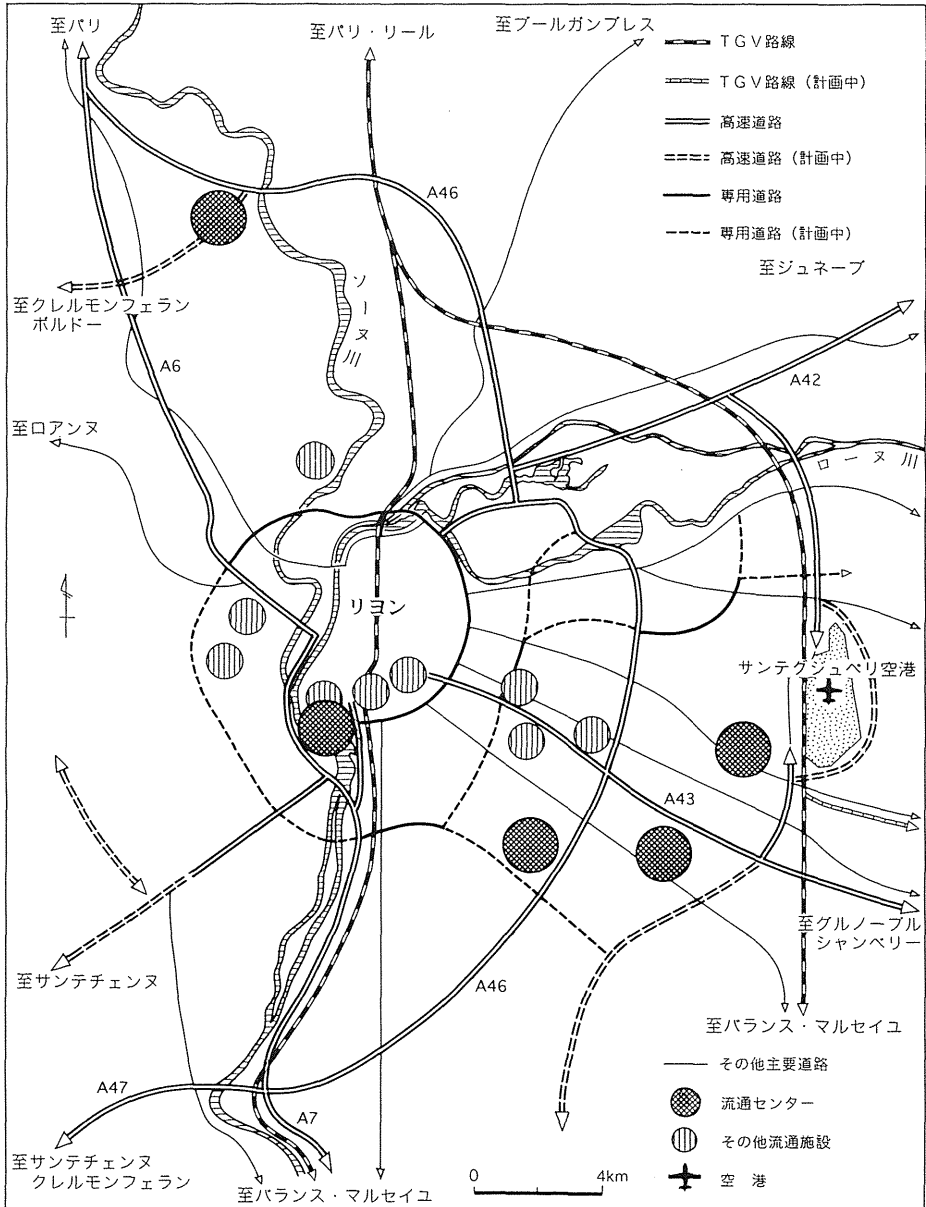 至パリ
至パリ・リール
至ブールガンブレス
TGV路線
TGV路線(計画中)
高速道路
高速道路(計画中)
専用道路
専用道路(計画中)
至ジュネーブ
A46
ソーヌ川
至クレルモンフェラン
ボルドー
A6
A42
至ロアンヌ
ローヌ川
リヨン
サンテグジュペリ空港
A43
至グルノーブル
シャンベリー
至サンテチェンヌ
A46
至バランス・マルセイユ
その他主要道路
A47
流通センター
A7
その他流通施設
至サンテチェンヌ
クレルモンフェラン
至バランス・マルセイユ
0 4km
空港